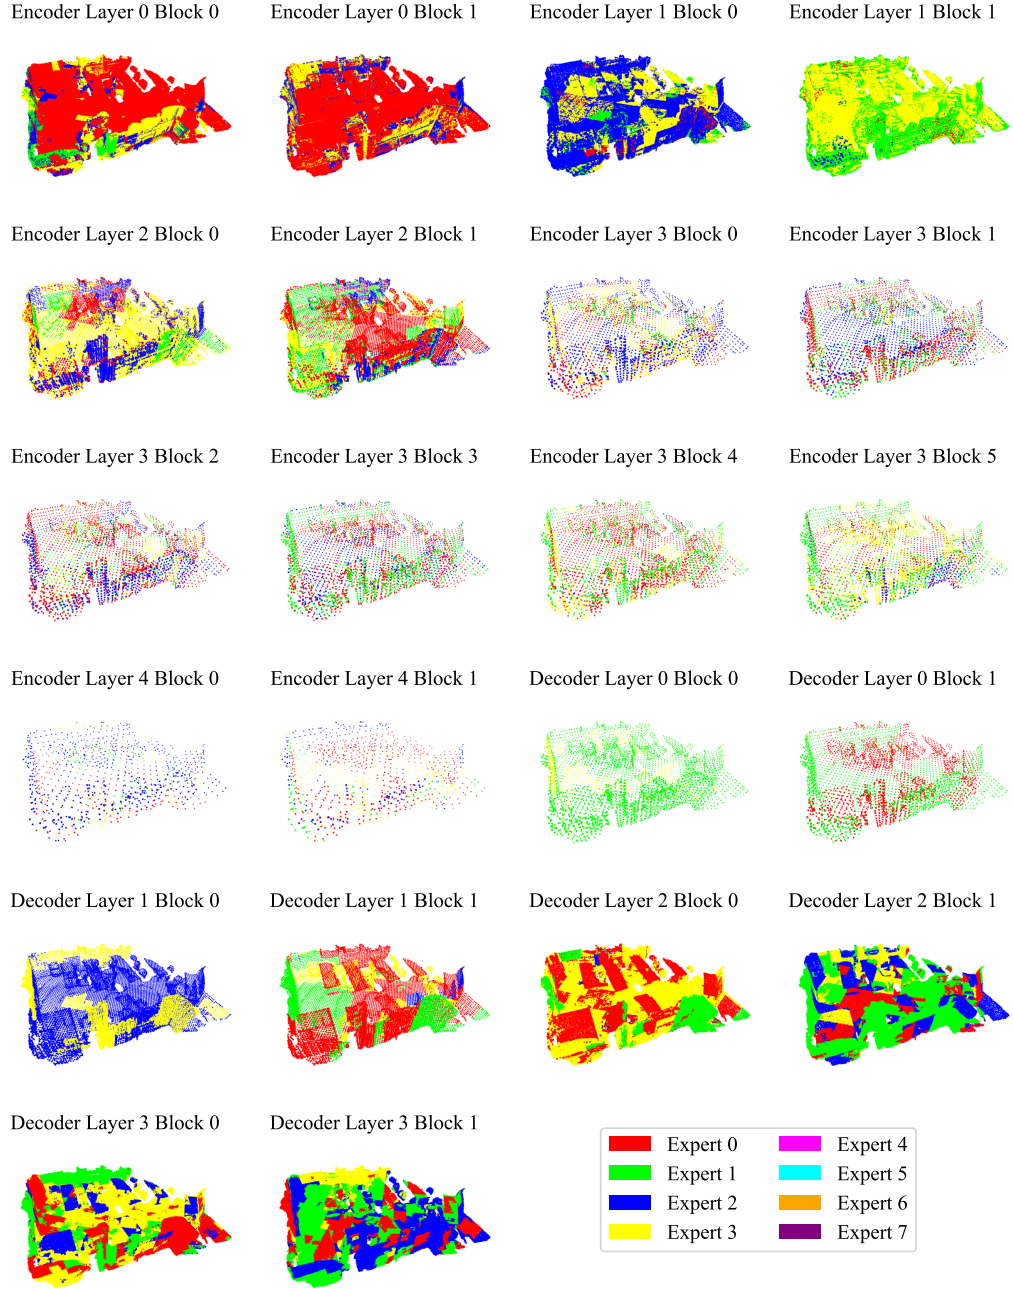 Encoder Layer 0 Block 0
Encoder Layer 0 Block 1
Encoder Layer 1 Block 0
Encoder Layer 1 Block 1
Encoder Layer 2 Block 0
Encoder Layer 2 Block 1
Encoder Layer 3 Block 0
Encoder Layer 3 Block 1
Encoder Layer 3 Block 2
Encoder Layer 3 Block 3
Encoder Layer 3 Block 4
Encoder Layer 3 Block 5
Encoder Layer 4 Block 0
Encoder Layer 4 Block 1
Decoder Layer 0 Block 0
Decoder Layer 0 Block 1
Decoder Layer 1 Block 0
Decoder Layer 1 Block 1
Decoder Layer 2 Block 0
Decoder Layer 2 Block 1
Decoder Layer 3 Block 0
Decoder Layer 3 Block 1
Expert 0
Expert 1
Expert 2
Expert 3
Expert 4
Expert 5
Expert 6
Expert 7